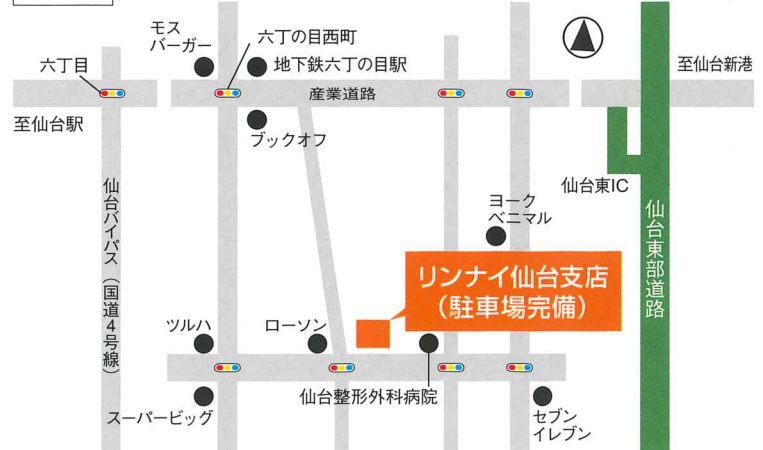 モス
バーガー
六丁の目西町
六丁目
地下鉄六丁の目駅
至仙台新港
産業道路
至仙台駅
ブックオフ
仙台東IC
仙台バイパス（国道4号線）
ヨーク
ベニマル
仙台東部道路
リンナイ仙台支店
（駐車場完備）
ツルハ
ローソン
仙台整形外科病院
スーパービッグ
セブン
イレブン